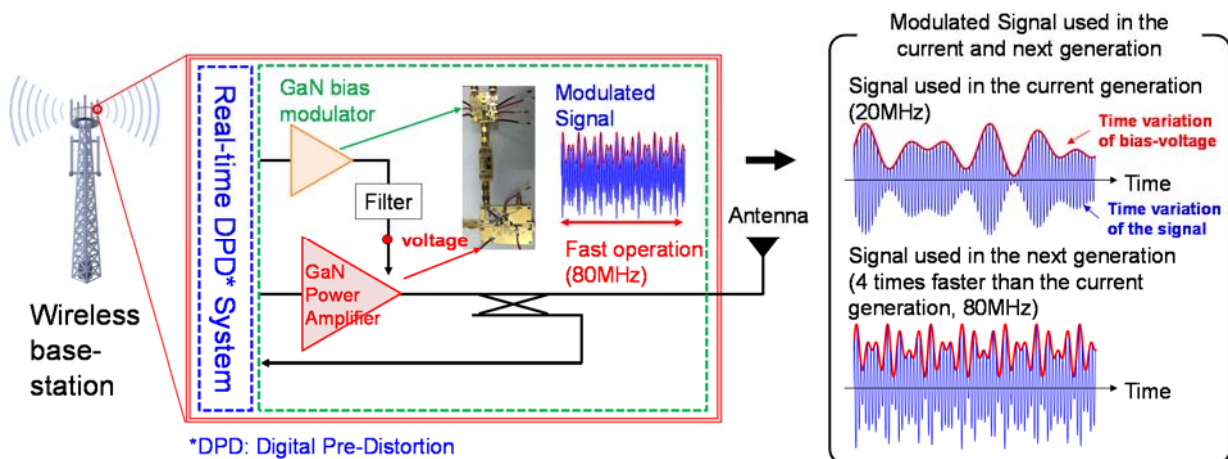 Wireless
base-
station
Real-time DPD* System
GaN bias
modulator
Filter
voltage
GaN
Power
Amplifier
Modulated
Signal
Fast operation
(80MHz)
Antenna
*DPD: Digital Pre-Distortion
Modulated Signal used in the
current and next generation
Signal used in the current generation
(20MHz)
Time variation
of bias-voltage
Time
Time variation
of the signal
Signal used in the next generation
(4 times faster than the current
generation, 80MHz)
Time